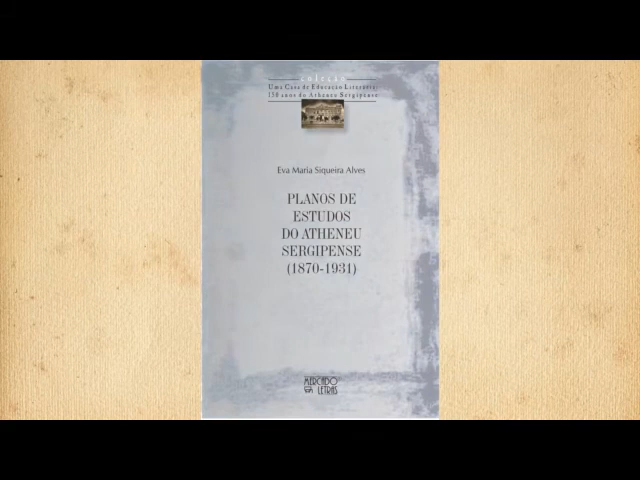 coleção
Uma Casa de Educação Literária:
150 anos do Atheneu Sergipense
Eva Maria Siqueira Alves
PLANOS DE
ESTUDOS
DO ATHENEU
SERGIPENSE
(1870-1931)
MERCADO
LETRAS